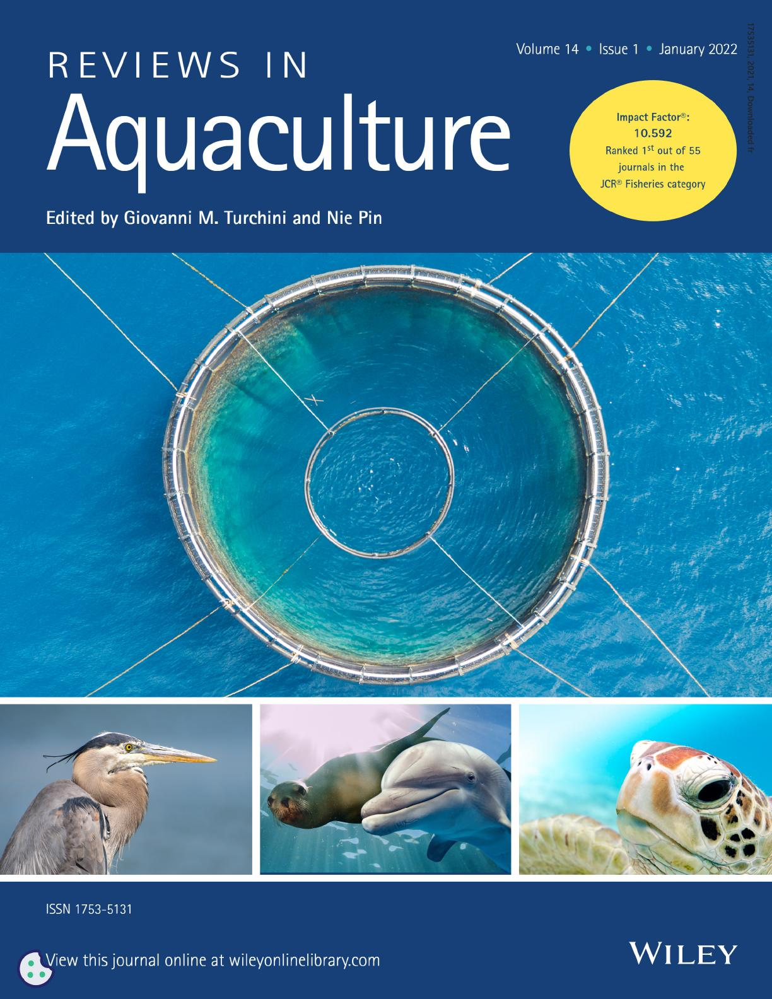 REVIEWS IN
Aquaculture
Edited by Giovanni M. Turchini and Nie Pin
Volume 14 • Issue 1 • January 2022
Impact Factor®:
10.592
Ranked 1st out of 55
journals in the
JCR® Fisheries category
17535131, 2021, 14, Downloaded fr
ISSN 1753-5131
View this journal online at wileyonlinelibrary.com
WILEY